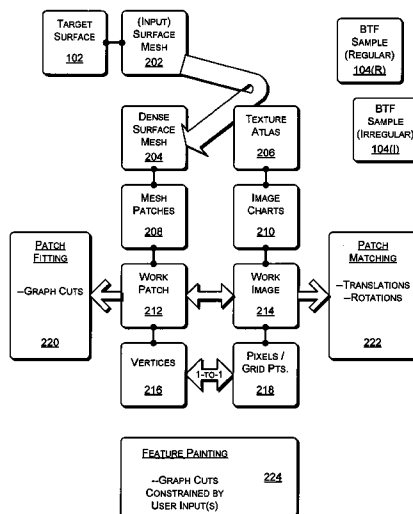 TARGET
SURFACE
102
(INPUT)
SURFACE
MESH
202
BTF
SAMPLE
(REGULAR)
104(R)
BTF
SAMPLE
(IRREGULAR)
104(I)
DENSE
SURFACE
MESH
204
TEXTURE
ATLAS
206
MESH
PATCHES
208
IMAGE
CHARTS
210
PATCH
FITTING
--GRAPH CUTS
220
WORK
PATCH
212
WORK
IMAGE
214
PATCH
MATCHING
--TRANSLATIONS
--ROTATIONS
222
VERTICES
216
1-TO-1
PIXELS /
GRID PTS.
218
FEATURE PAINTING
--GRAPH CUTS
CONSTRAINED BY
USER INPUT(S)
224